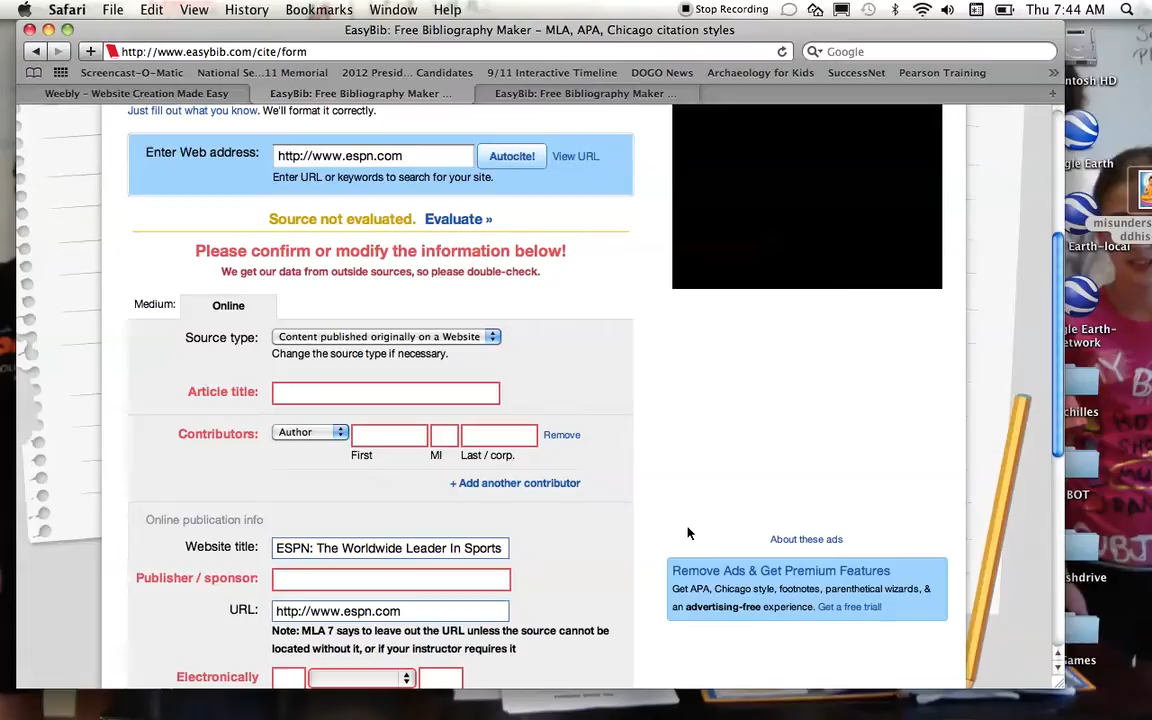 Safari File Edit View History Bookmarks Window Help Stop Recording Thu 7:44 AM
EasyBib: Free Bibliography Maker – MLA, APA, Chicago citation styles
http://www.easybib.com/cite/form Google
Screencast-O-Matic National Se...11 Memorial 2012 Presid... Candidates 9/11 Interactive Timeline DOGO News Archaeology for Kids SuccessNet Pearson Training
Weebly - Website Creation Made Easy EasyBib: Free Bibliography Maker ... EasyBib: Free Bibliography Maker ...
Just fill out what you know. We'll format it correctly.
Enter Web address: http://www.espn.com Autocite! View URL
Enter URL or keywords to search for your site.
Source not evaluated. Evaluate »
Please confirm or modify the information below!
We get our data from outside sources, so please double-check.
Medium: Online
Source type: Content published originally on a Website
Change the source type if necessary.
Article title:
Contributors: Author Remove
First MI Last / corp.
+ Add another contributor
Online publication info
Website title: ESPN: The Worldwide Leader In Sports
Publisher / sponsor:
URL: http://www.espn.com
Note: MLA 7 says to leave out the URL unless the source cannot be
located without it, or if your instructor requires it
Electronically
About these ads
Remove Ads & Get Premium Features
Get APA, Chicago style, footnotes, parenthetical wizards, &
an advertising-free experience. Get a free trial!
ntosh HD
gle Earth
misunders
ddhis
Earth-local
gle Earth-
etwork
chilles
BOT
shdrive
ames